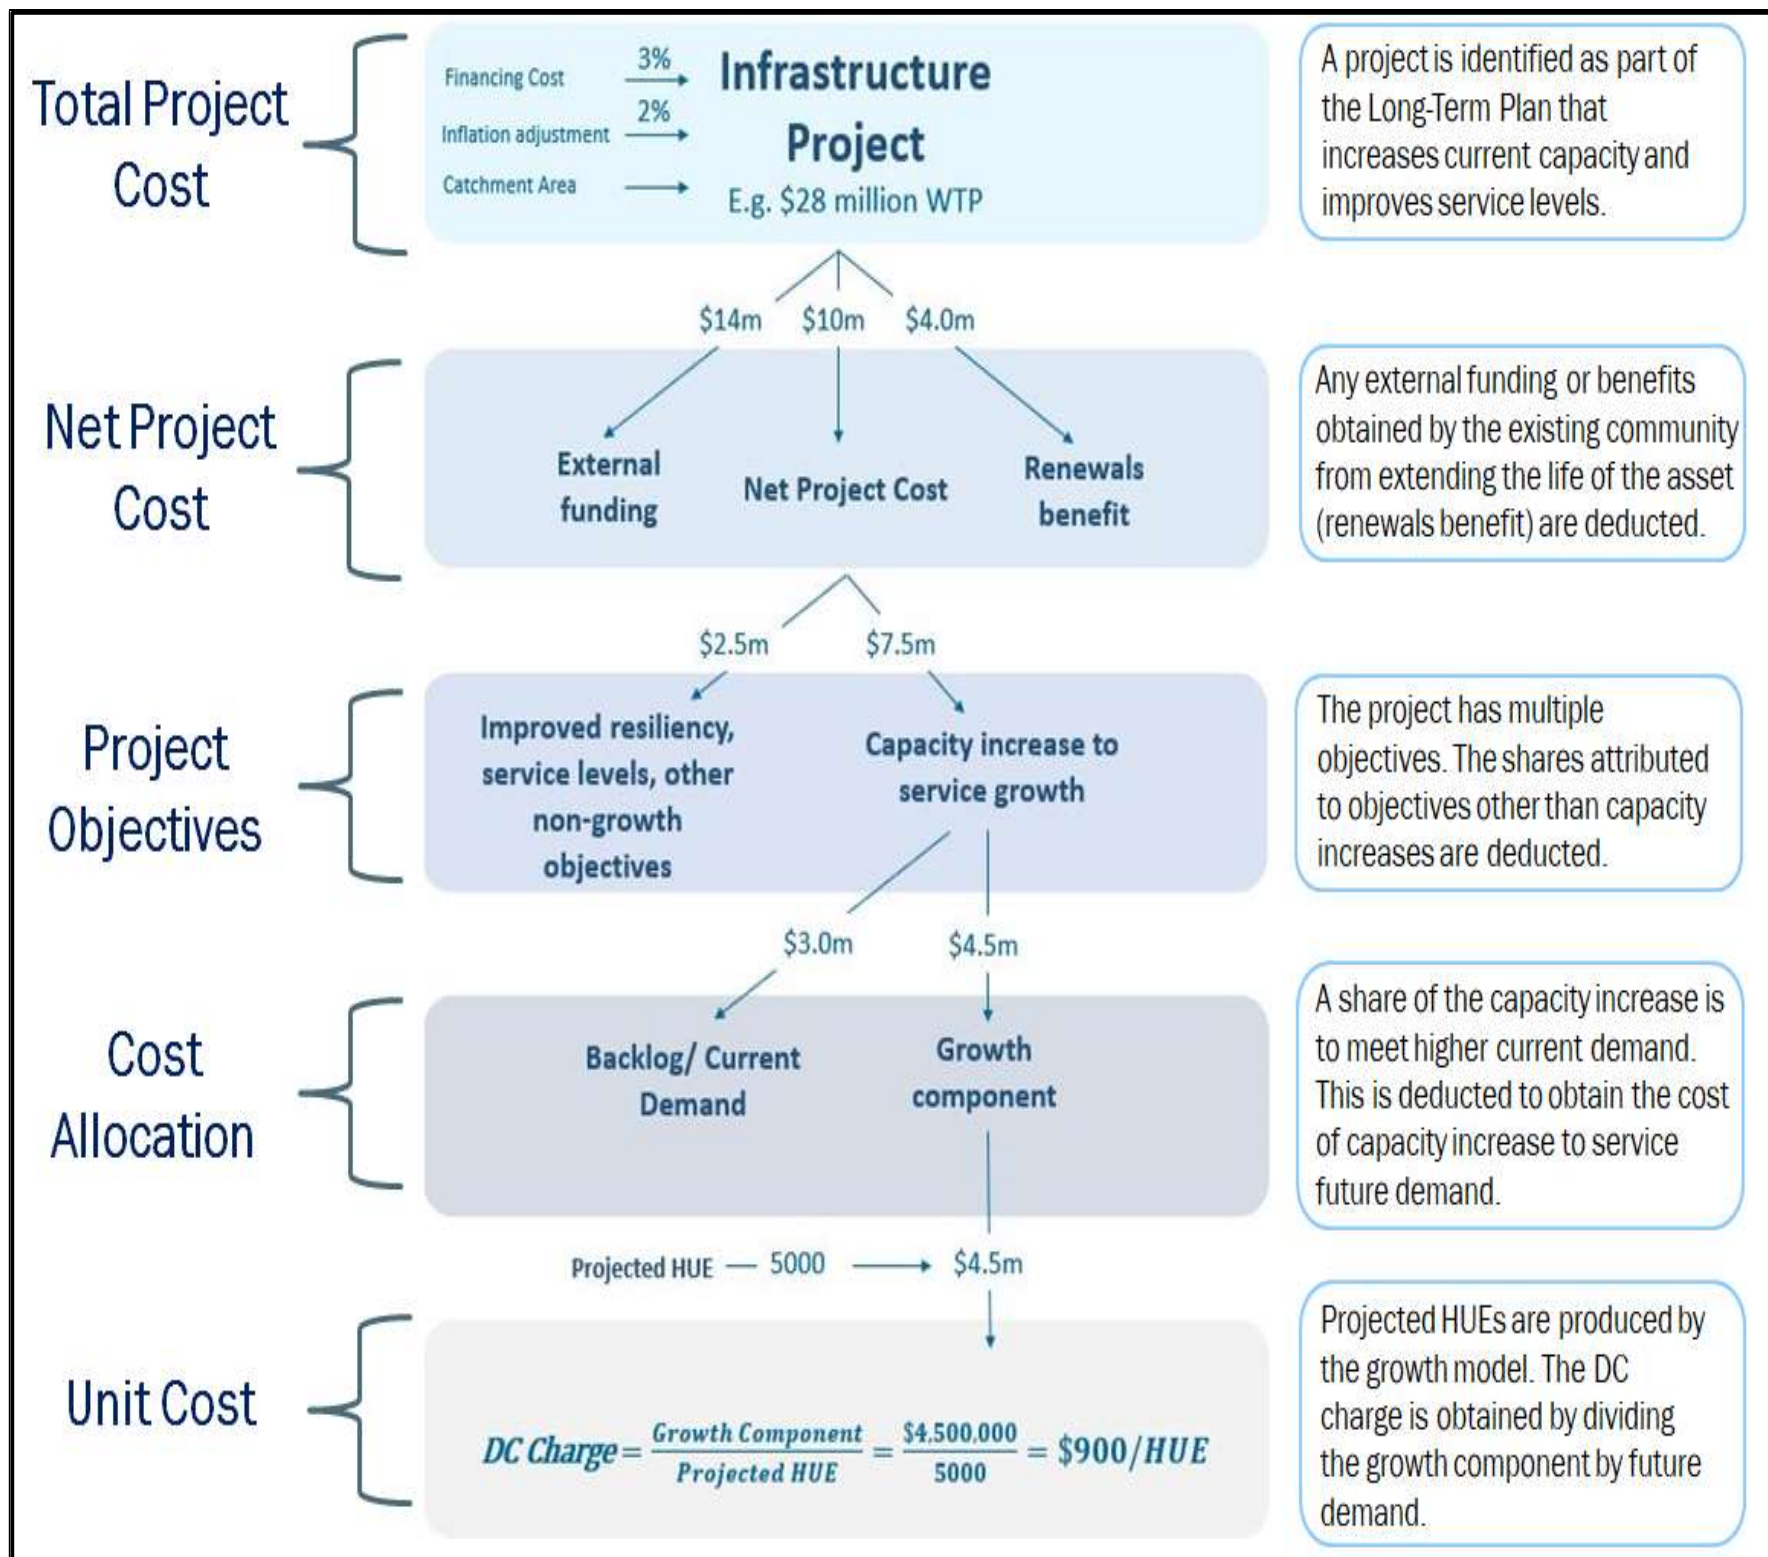 Total Project
Cost
Financing Cost
3%
Inflation adjustment
2%
Catchment Area
Infrastructure
Project
E.g. $28 million WTP
A project is identified as part of
the Long-Term Plan that
increases current capacity and
improves service levels.
$14m $10m $4.0m
Net Project
Cost
External
funding
Net Project Cost
Renewals
benefit
Any external funding or benefits
obtained by the existing community
from extending the life of the asset
(renewals benefit) are deducted.
$2.5m $7.5m
Project
Objectives
Improved resiliency,
service levels, other
non-growth
objectives
Capacity increase to
service growth
The project has multiple
objectives. The shares attributed
to objectives other than capacity
increases are deducted.
$3.0m $4.5m
Cost
Allocation
Backlog/ Current
Demand
Growth
component
A share of the capacity increase is
to meet higher current demand.
This is deducted to obtain the cost
of capacity increase to service
future demand.
Projected HUE — 5000 $4.5m
Unit Cost
DC Charge = Growth Component / Projected HUE = $4,500,000 / 5000 = $900/HUE
Projected HUEs are produced by
the growth model. The DC
charge is obtained by dividing
the growth component by future
demand.